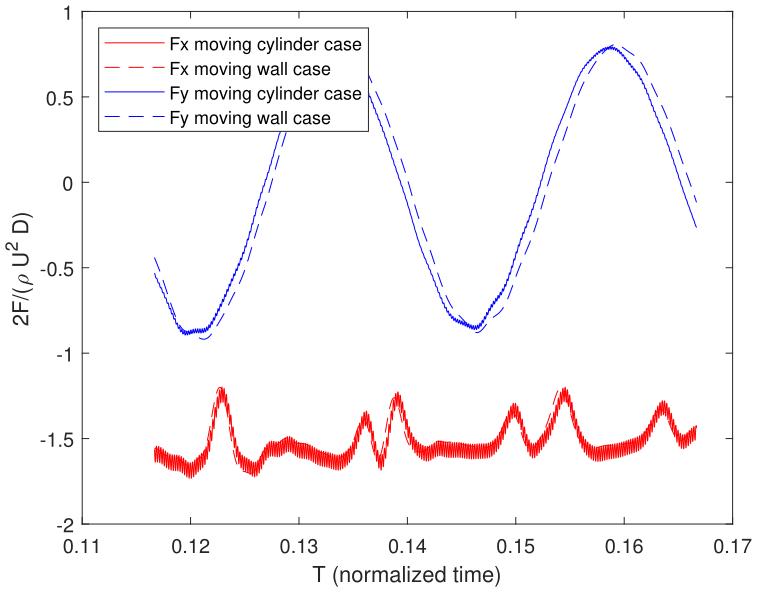 1
0.5
0
-0.5
-1
-1.5
-2
2F/(ρ U² D)
Fx moving cylinder case
Fx moving wall case
Fy moving cylinder case
Fy moving wall case
0.11 0.12 0.13 0.14 0.15 0.16 0.17
T (normalized time)